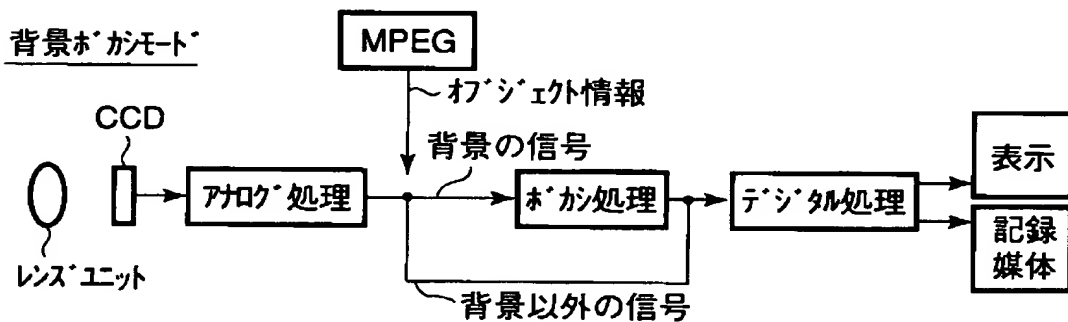 背景ボカシモード
MPEG
オブジェクト情報
CCD
背景の信号
アナログ処理
ボカシ処理
デジタル処理
表示
記録
媒体
レンズユニット
背景以外の信号